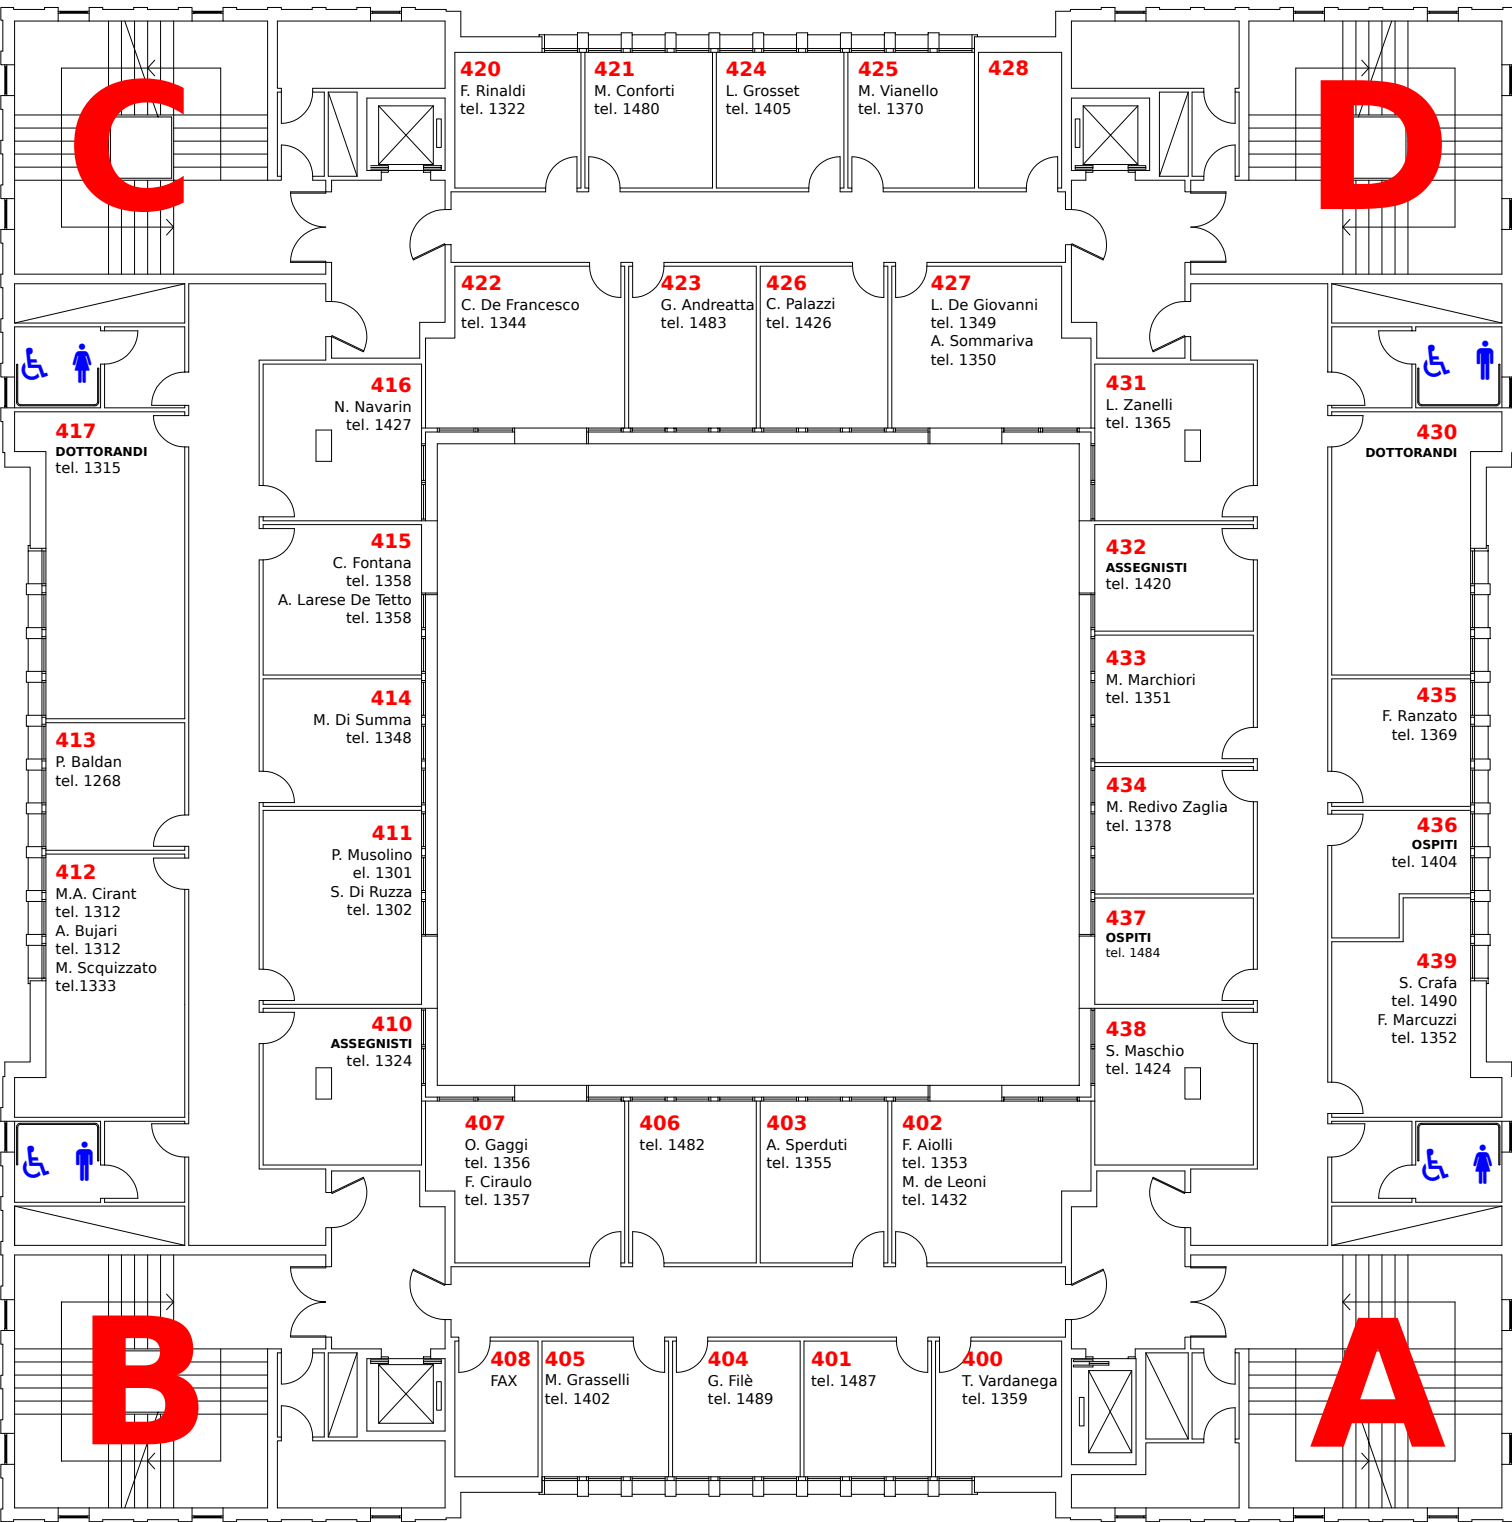 C
D
420
F. Rinaldi
tel. 1322
421
M. Conforti
tel. 1480
424
L. Grosset
tel. 1405
425
M. Vianello
tel. 1370
428
422
C. De Francesco
tel. 1344
423
G. Andreatta
tel. 1483
426
C. Palazzi
tel. 1426
427
L. De Giovanni
tel. 1349
A. Sommariva
tel. 1350
416
N. Navarin
tel. 1427
431
L. Zanelli
tel. 1365
417
DOTTORANDI
tel. 1315
430
DOTTORANDI
415
C. Fontana
tel. 1358
A. Larese De Tetto
tel. 1358
432
ASSEGNISTI
tel. 1420
414
M. Di Summa
tel. 1348
433
M. Marchiori
tel. 1351
435
F. Ranzato
tel. 1369
413
P. Baldan
tel. 1268
434
M. Redivo Zaglia
tel. 1378
411
P. Musolino
el. 1301
S. Di Ruzza
tel. 1302
436
OSPITI
tel. 1404
412
M.A. Cirant
tel. 1312
A. Bujari
tel. 1312
M. Scquizzato
tel.1333
437
OSPITI
tel. 1484
439
S. Crafa
tel. 1490
F. Marcuzzi
tel. 1352
410
ASSEGNISTI
tel. 1324
438
S. Maschio
tel. 1424
407
O. Gaggi
tel. 1356
F. Ciraulo
tel. 1357
406
tel. 1482
403
A. Sperduti
tel. 1355
402
F. Aiolli
tel. 1353
M. de Leoni
tel. 1432
408
FAX
405
M. Grasselli
tel. 1402
404
G. Filè
tel. 1489
401
tel. 1487
400
T. Vardanega
tel. 1359
B
A